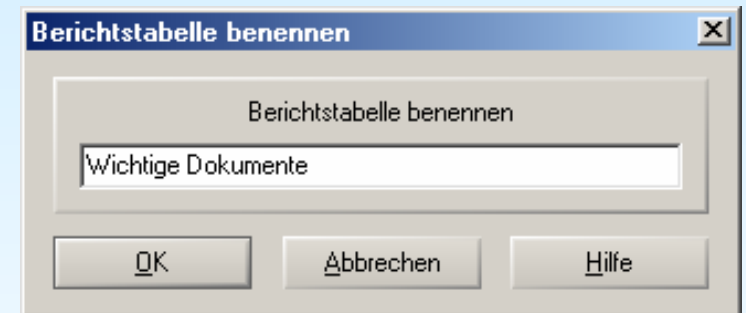 Berichtstabelle benennen
Berichtstabelle benennen
Wichtige Dokumente
OK Abbrechen Hilfe